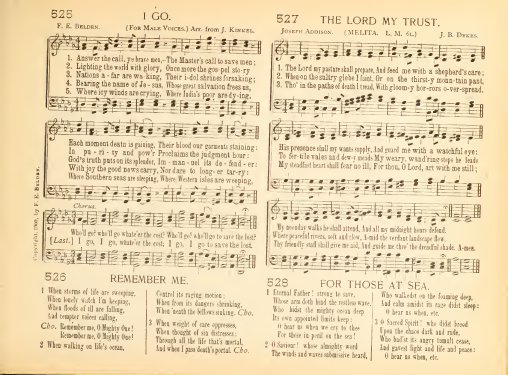 525
I GO.
F. E. BELDEN.
(FOR MALE VOICES.) Arr. from J. KINKEL.
1. Answer the call, ye brave men,—The Master's call to save men;
2. Lighting the world with glory, Once more the gospel story
3. Nations a - far are wa-king, Their i-dol shrines forsaking;
4. Bearing the name of Je-sus, Whose great salvation frees us,
5. Where icy winds are crying, Where India's poor are dy-ing,
Each moment death is gaining, Their blood our garments staining:
In pu - ri - ty and pow'r Proclaims the judgment hour:
God's truth puts on its splendor, Im - man - uel its de - fend - er:
With joy the good news carry, Nor dare to long - er tar - ry:
Where Southern seas are sleeping, Where Western isles are weeping,
Chorus.
Who'll go? who'll go whate'er the cost? Who'll go? who'll go to save the lost?
[Last.] I go, I go, whate'er the cost; I go, I go to save the lost.
Copyright, by F. E. Belden.
526
REMEMBER ME.
1 When storms of life are sweeping,
When lonely watch I'm keeping,
When floods of ill are falling,
And tempter voices calling,
Cho. Remember me, O Mighty One!
Remember me, O Mighty One!
2 When walking on life's ocean,
Control its raging motion;
When from its dangers shrinking,
When 'neath the billows sinking. Cho.
3 When weight of care oppresses,
When thought of sin distresses;
Through all the life that's mortal,
And when I pass death's portal. Cho.
527
THE LORD MY TRUST.
JOSEPH ADDISON.
(MELITA. L. M. 6l.)
J. B. DYKES.
1. The Lord my pasture shall prepare, And feed me with a shepherd's care;
2. When on the sultry glebe I faint, Or on the thirst-y moun-tain pant,
3. Tho' in the paths of death I tread, With gloom-y hor-rors o-ver-spread,
His presence shall my wants supply, And guard me with a watchful eye:
To fer-tile vales and dew-y meads My weary, wand'ring steps he leads
My steadfast heart shall fear no ill, For thou, O Lord, art with me still;
My noonday walks he shall attend, And all my midnight hours defend.
Where peaceful rivers, soft and slow, A-mid the verdant landscape flow.
Thy friendly staff shall give me aid, And guide me thro' the dreadful shade. A-men.
528
FOR THOSE AT SEA.
1 Eternal Father! strong to save,
Whose arm doth bind the restless wave,
Who bidst the mighty ocean deep
Its own appointed limits keep:
O hear us when we cry to thee
For those in peril on the sea!
2 O Saviour! whose almighty word
The winds and waves submissive heard,
Who walkedst on the foaming deep,
And calm amidst its rage didst sleep:
O hear us when, etc.
3 O Sacred Spirit! who didst brood
Upon the chaos dark and rude,
Who bad'st its angry tumult cease,
And gavest light and life and peace:
O hear us when, etc.